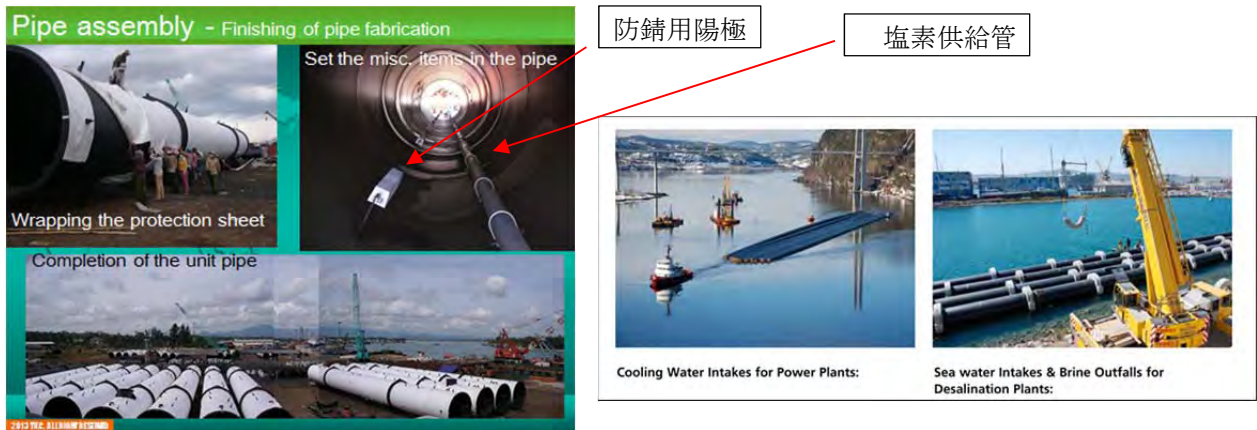 Pipe assembly - Finishing of pipe fabrication
Set the misc. items in the pipe
Wrapping the protection sheet
Completion of the unit pipe
防錆用陽極
塩素供給管
Cooling Water Intakes for Power Plants:
Sea water Intakes & Brine Outfalls for
Desalination Plants: